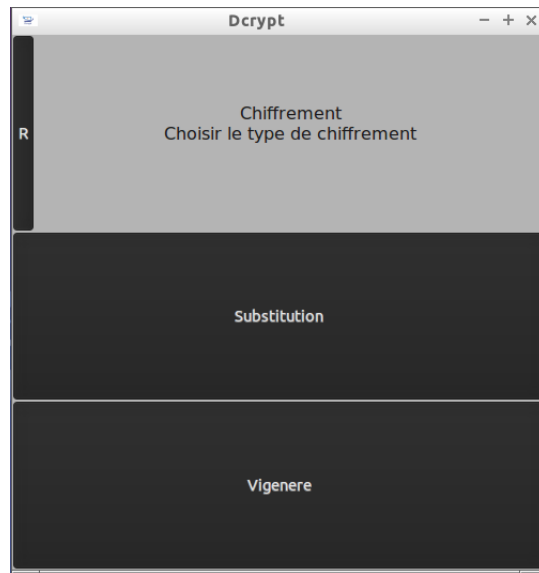 Dcrypt
Chiffrement
R
Choisir le type de chiffrement
Substitution
Vigenere